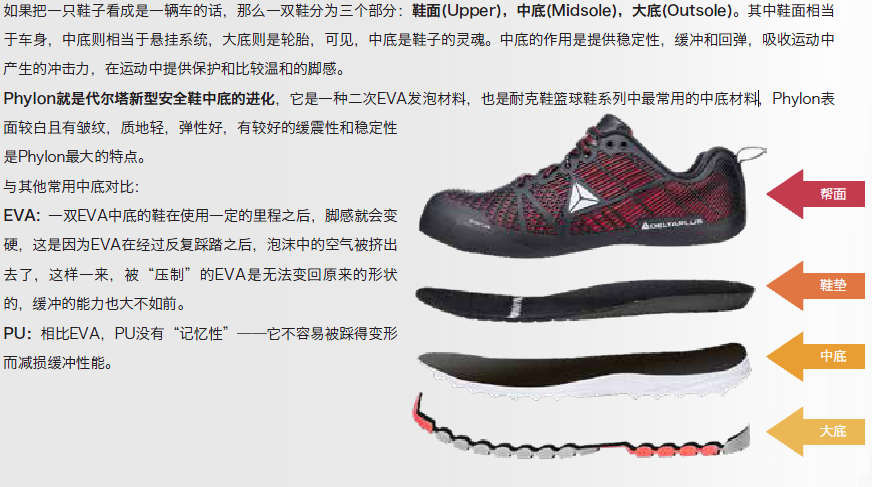 如果把一只鞋子看成是一辆车的话，那么一双鞋分为三个部分：鞋面(Upper)，中底(Midsole)，大底(Outsole)。其中鞋面相当
于车身，中底则相当于悬挂系统，大底则是轮胎，可见，中底是鞋子的灵魂。中底的作用是提供稳定性，缓冲和回弹，吸收运动中
产生的冲击力，在运动中提供保护和比较温和的脚感。
Phylon就是代尔塔新型安全鞋中底的进化，它是一种二次EVA发泡材料，也是耐克鞋篮球鞋系列中最常用的中底材料，Phylon表
面较白且有皱纹，质地轻，弹性好，有较好的缓震性和稳定性
是Phylon最大的特点。
与其他常用中底对比：
EVA：一双EVA中底的鞋在使用一定的里程之后，脚感就会变
硬，这是因为EVA在经过反复踩踏之后，泡沫中的空气被挤出
去了，这样一来，被“压制”的EVA是无法变回原来的形状
的，缓冲的能力也大不如前。
PU：相比EVA，PU没有“记忆性”——它不容易被踩得变形
而减损缓冲性能。
帮面
DELTAPLUS
鞋垫
中底
大底